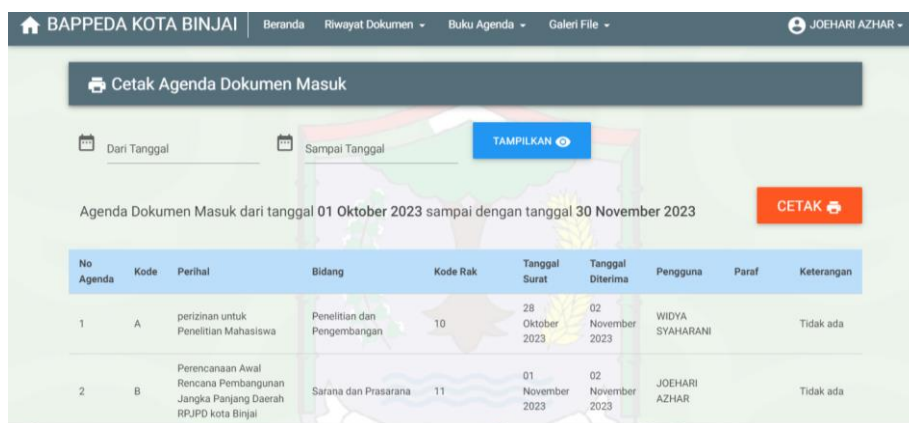 BAPPEDA KOTA BINJAI Beranda Riwayat Dokumen Buku Agenda Galeri File JOEHARI AZHAR
Cetak Agenda Dokumen Masuk
Dari Tanggal Sampai Tanggal TAMPILKAN
Agenda Dokumen Masuk dari tanggal 01 Oktober 2023 sampai dengan tanggal 30 November 2023 CETAK
No Agenda Kode Perihal Bidang Kode Rak Tanggal Surat Tanggal Diterima Pengguna Paraf Keterangan
1 A perizinan untuk Penelitian Mahasiswa Penelitian dan Pengembangan 10 28 Oktober 2023 02 November 2023 WIDYA SYAHARANI Tidak ada
2 B Perencanaan Awal Rencana Pembangunan Jangka Panjang Daerah RPJPD kota Binjai Sarana dan Prasarana 11 01 November 2023 02 November 2023 JOEHARI AZHAR Tidak ada